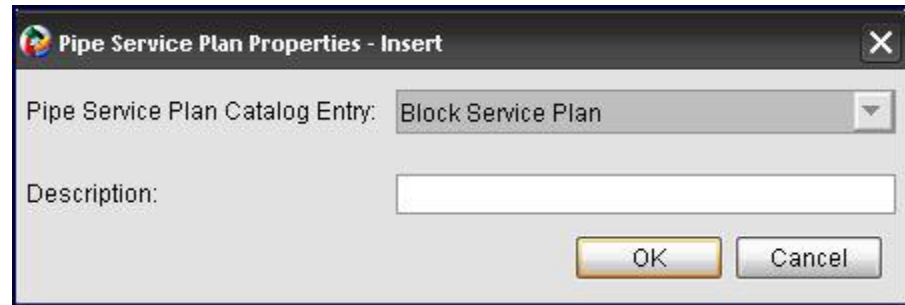 Pipe Service Plan Properties - Insert
Pipe Service Plan Catalog Entry: Block Service Plan
Description:
OK Cancel